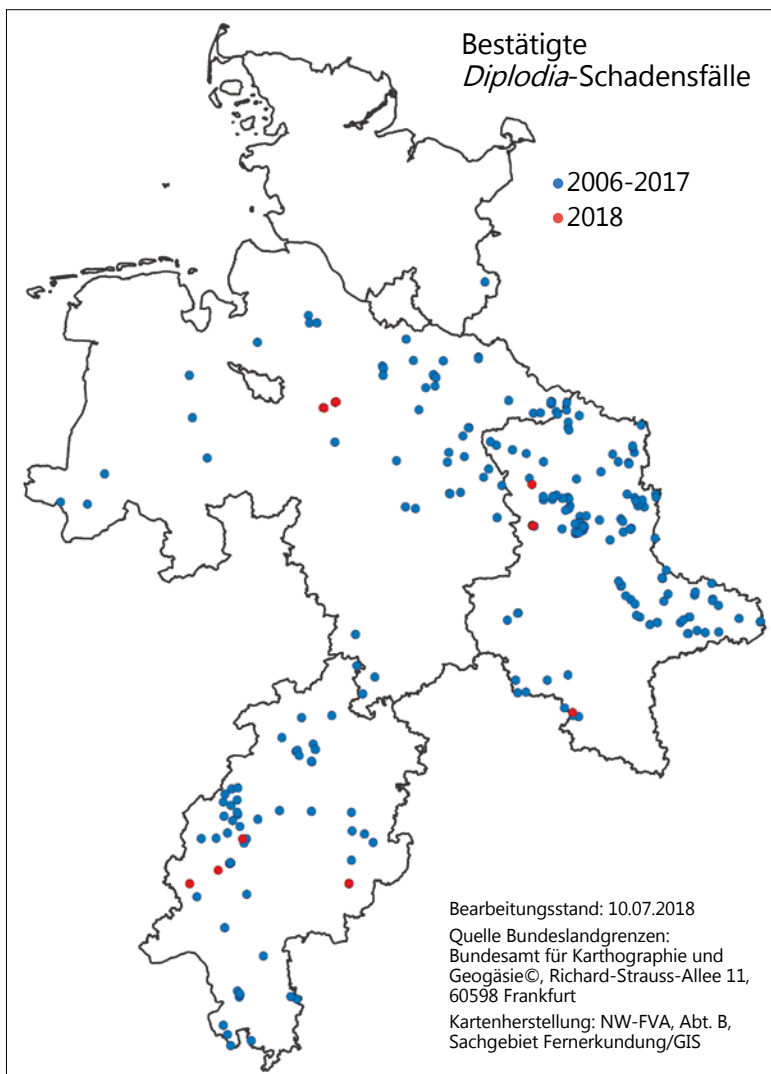 Bestätigte
Diplodia-Schadensfälle
2006-2017
2018
Bearbeitungsstand: 10.07.2018
Quelle Bundeslandgrenzen:
Bundesamt für Karthographie und
Geogäsie©, Richard-Strauss-Allee 11,
60598 Frankfurt
Kartenherstellung: NW-FVA, Abt. B,
Sachgebiet Fernerkundung/GIS